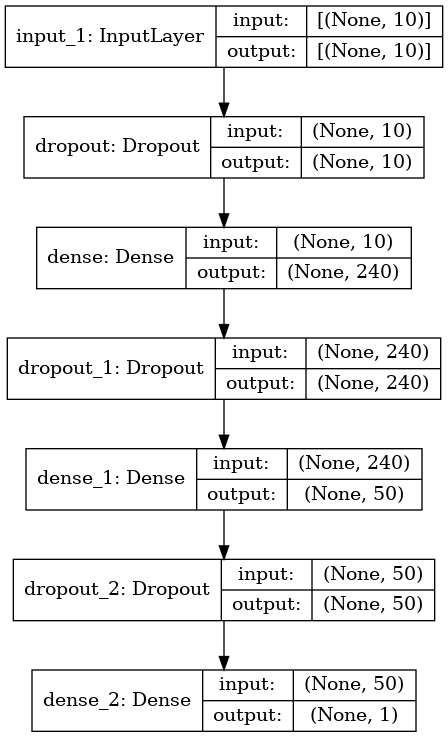 input_1: InputLayer
input:
[(None, 10)]
output:
[(None, 10)]
dropout: Dropout
input:
(None, 10)
output:
(None, 10)
dense: Dense
input:
(None, 10)
output:
(None, 240)
dropout_1: Dropout
input:
(None, 240)
output:
(None, 240)
dense_1: Dense
input:
(None, 240)
output:
(None, 50)
dropout_2: Dropout
input:
(None, 50)
output:
(None, 50)
dense_2: Dense
input:
(None, 50)
output:
(None, 1)